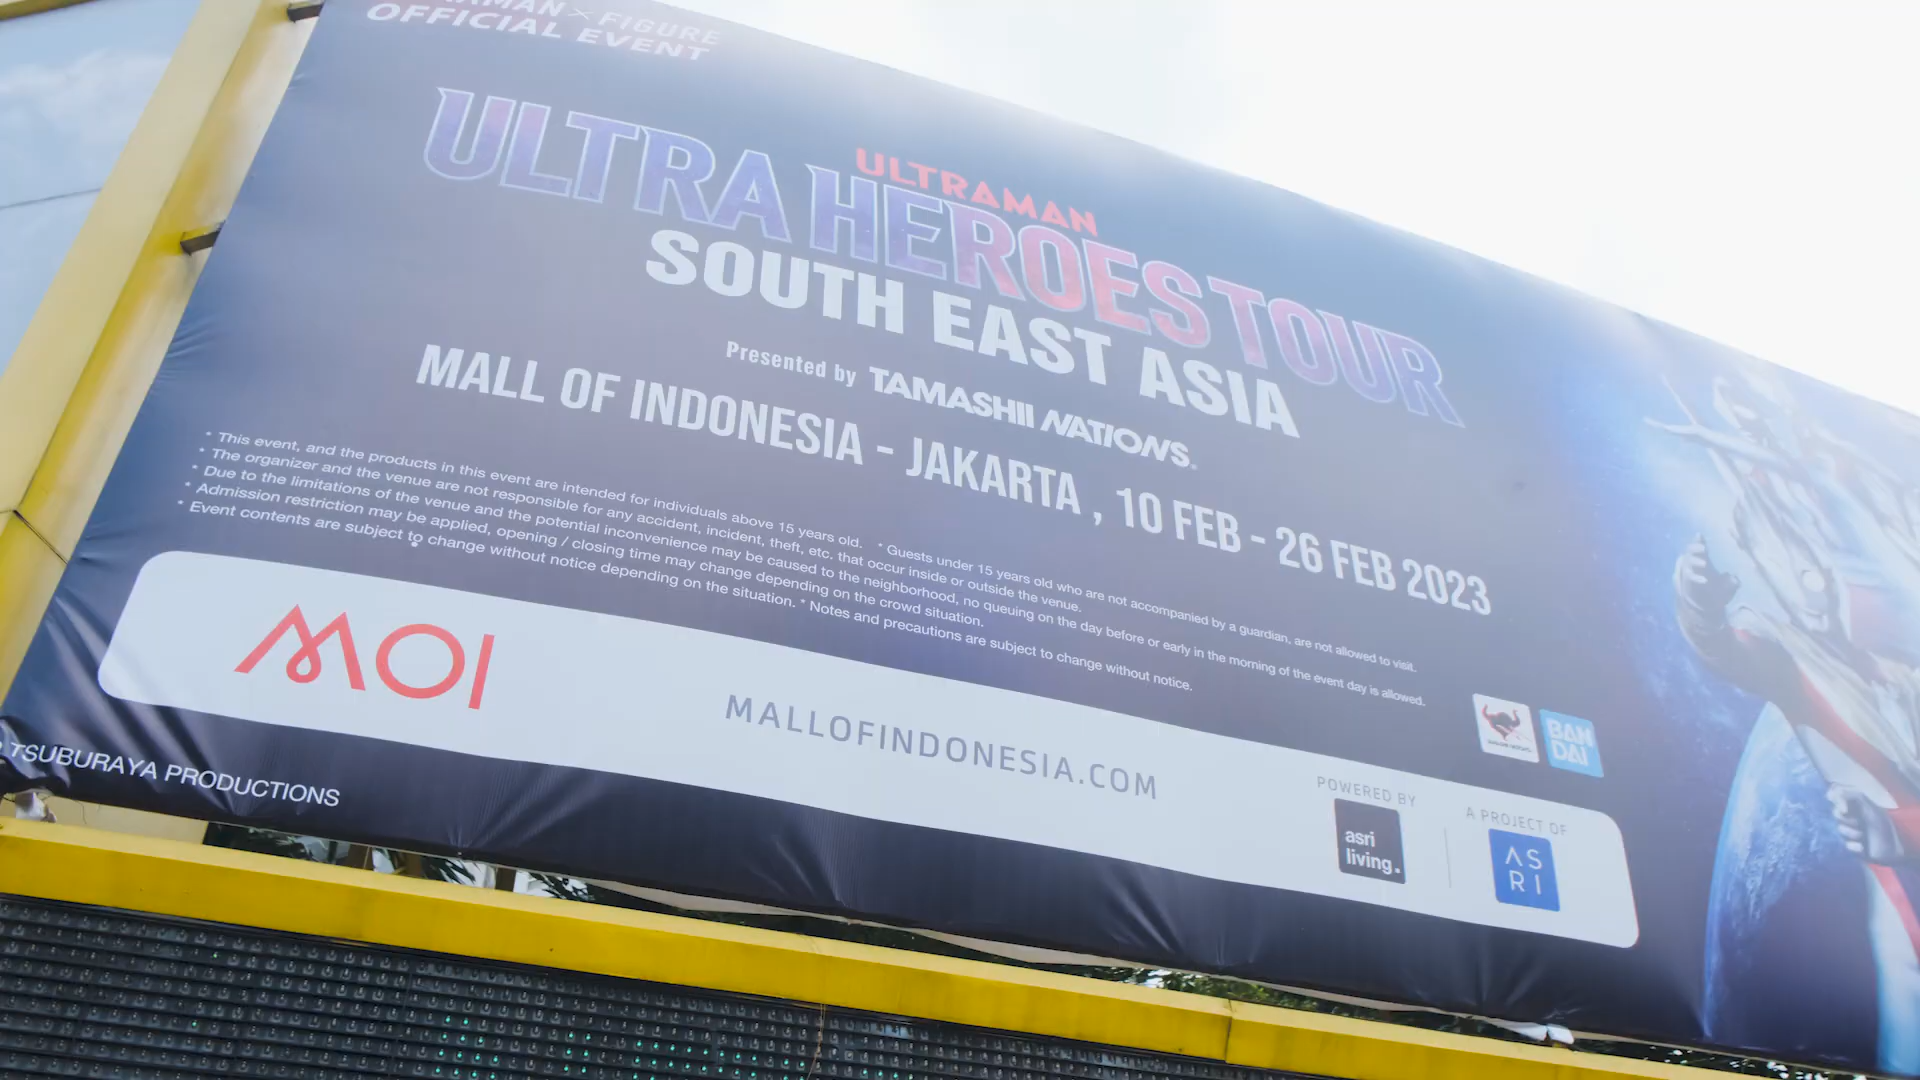 FIGURE
OFFICIAL EVENT
ULTRAMAN
ULTRA HEROES TOUR
SOUTH EAST ASIA
Presented by TAMASHII NATIONS.
MALL OF INDONESIA - JAKARTA , 10 FEB - 26 FEB 2023
* This event, and the products in this event are intended for individuals above 15 years old. * Guests under 15 years old who are not accompanied by a guardian, are not allowed to visit.
* The organizer and the venue are not responsible for any accident, incident, theft, etc. that occur inside or outside the venue.
* Due to the limitations of the venue and the potential inconvenience may be caused to the neighborhood, no queuing on the day before or early in the morning of the event day is allowed.
* Admission restriction may be applied, opening / closing time may change depending on the crowd situation.
* Event contents are subject to change without notice depending on the situation. * Notes and precautions are subject to change without notice.
BAN
DAI
MOI
MALLOFINDONESIA.COM
POWERED BY
asri
living.
A PROJECT OF
AS
RI
TSUBURAYA PRODUCTIONS